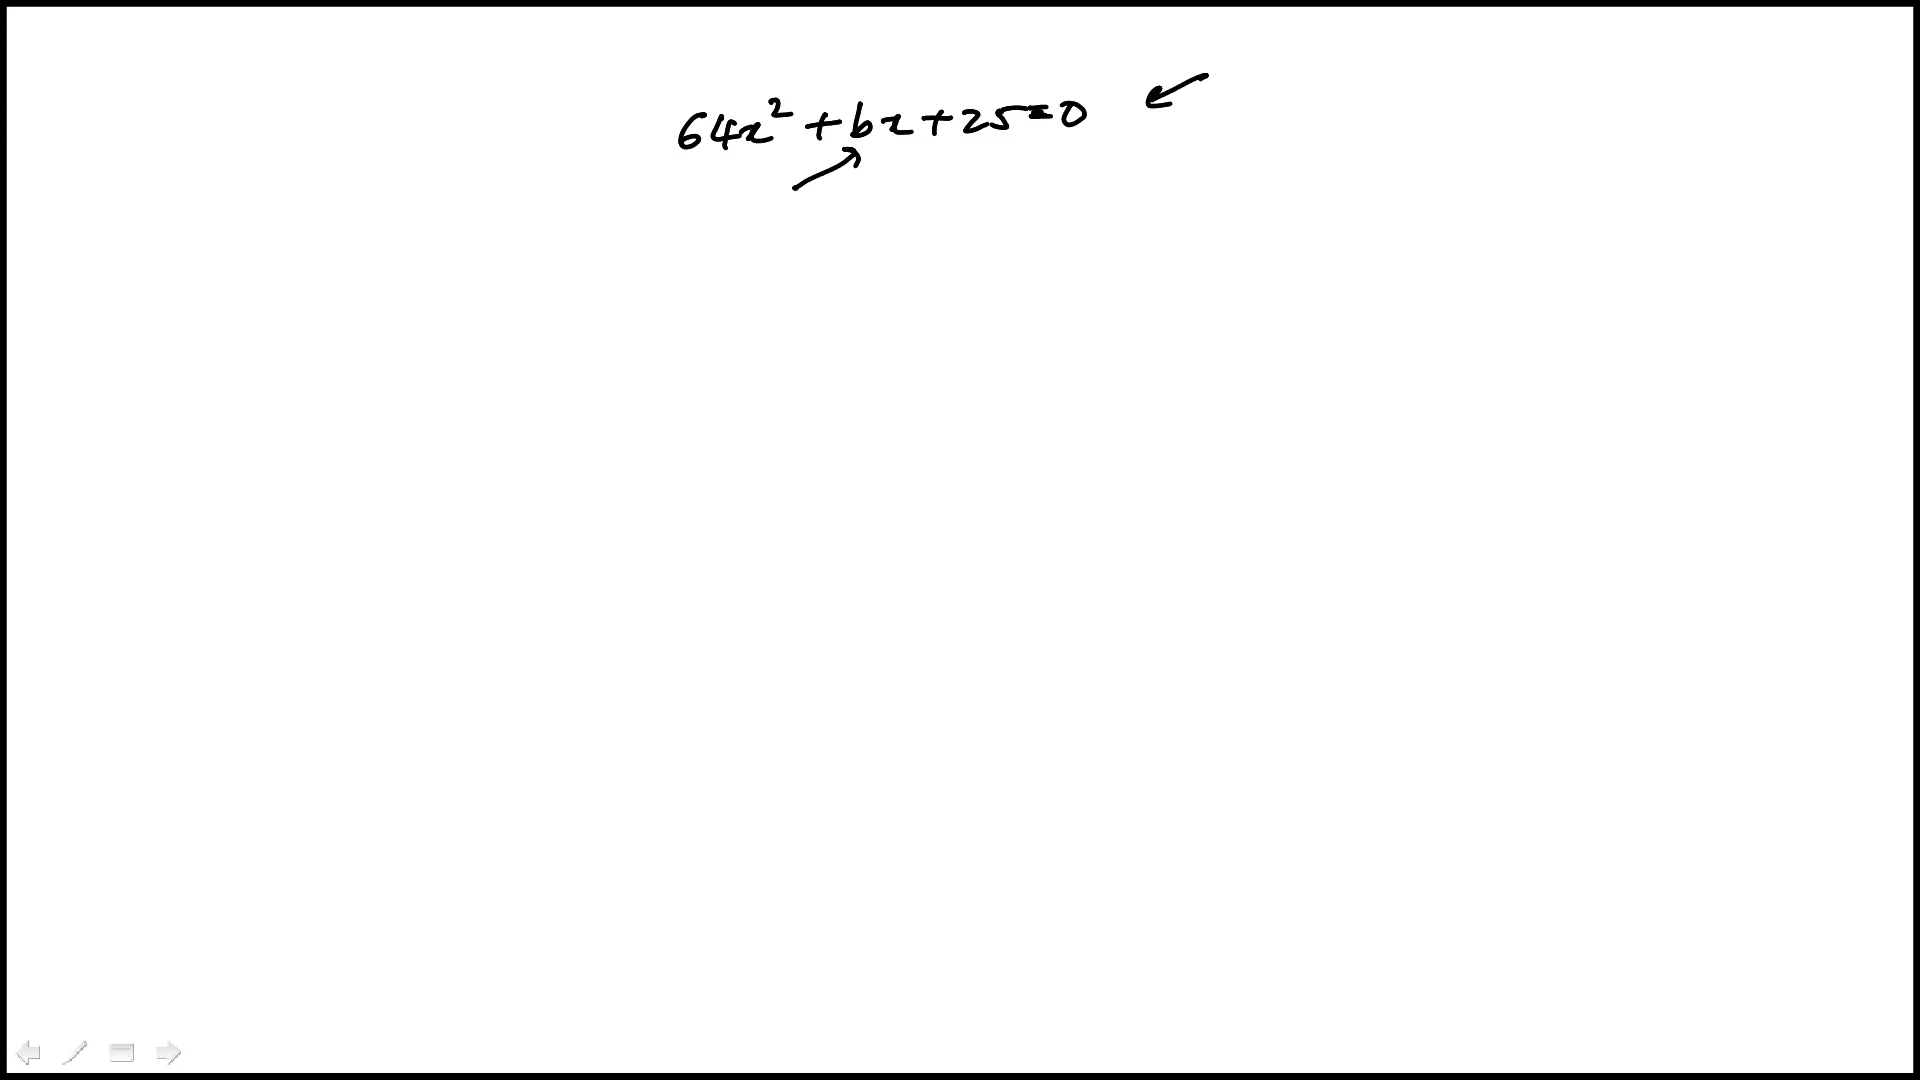 64x² + bx + 25 = 0